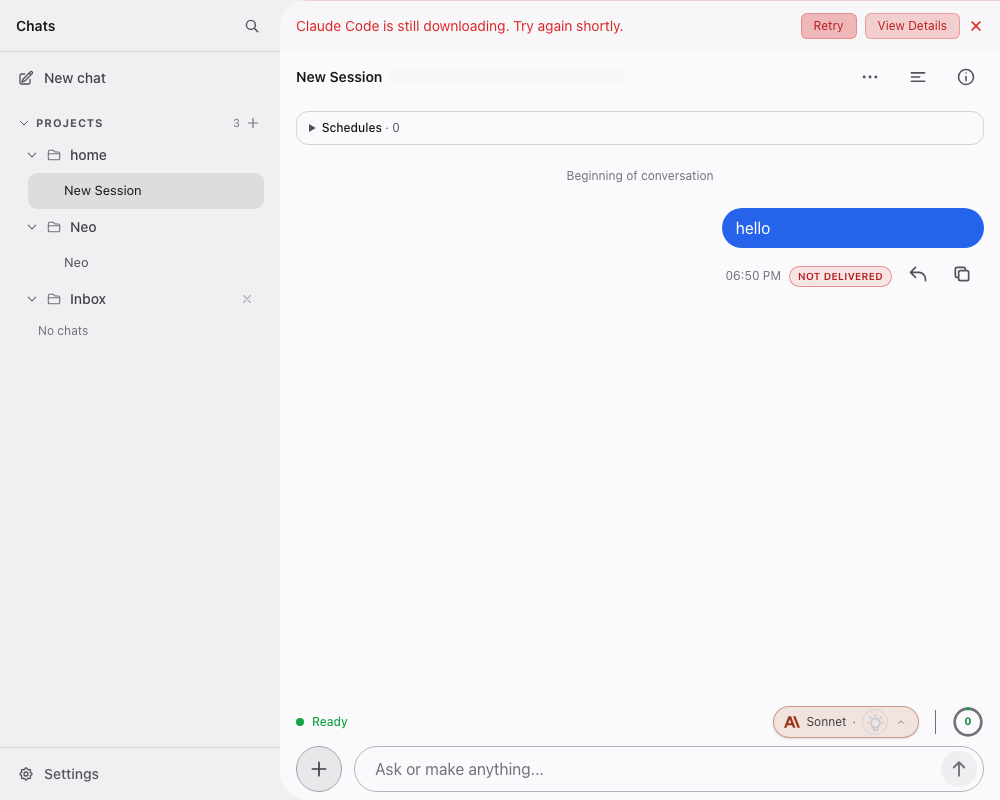 Chats
New chat
PROJECTS 3
home
New Session
Neo
Neo
Inbox
No chats
Settings
Claude Code is still downloading. Try again shortly.
Retry
View Details
New Session
Schedules · 0
Beginning of conversation
hello
06:50 PM NOT DELIVERED
Ready
Sonnet ·
0
Ask or make anything...